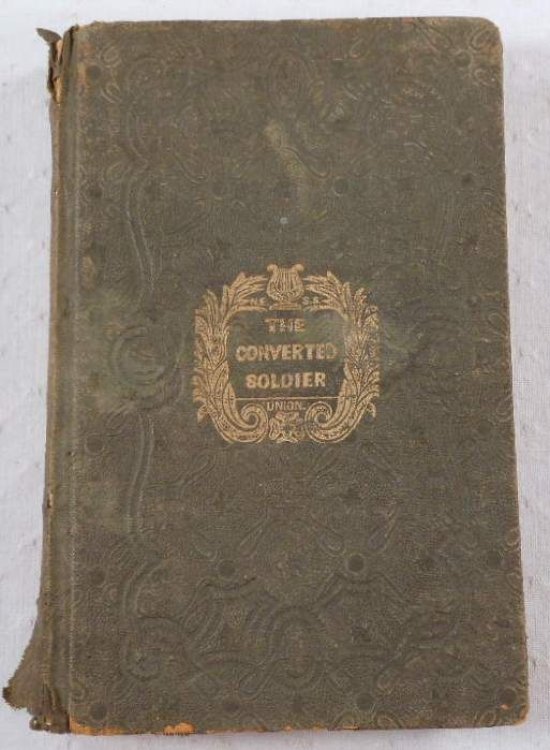 N.E. S.S.
THE
CONVERTED
SOLDIER
UNION.